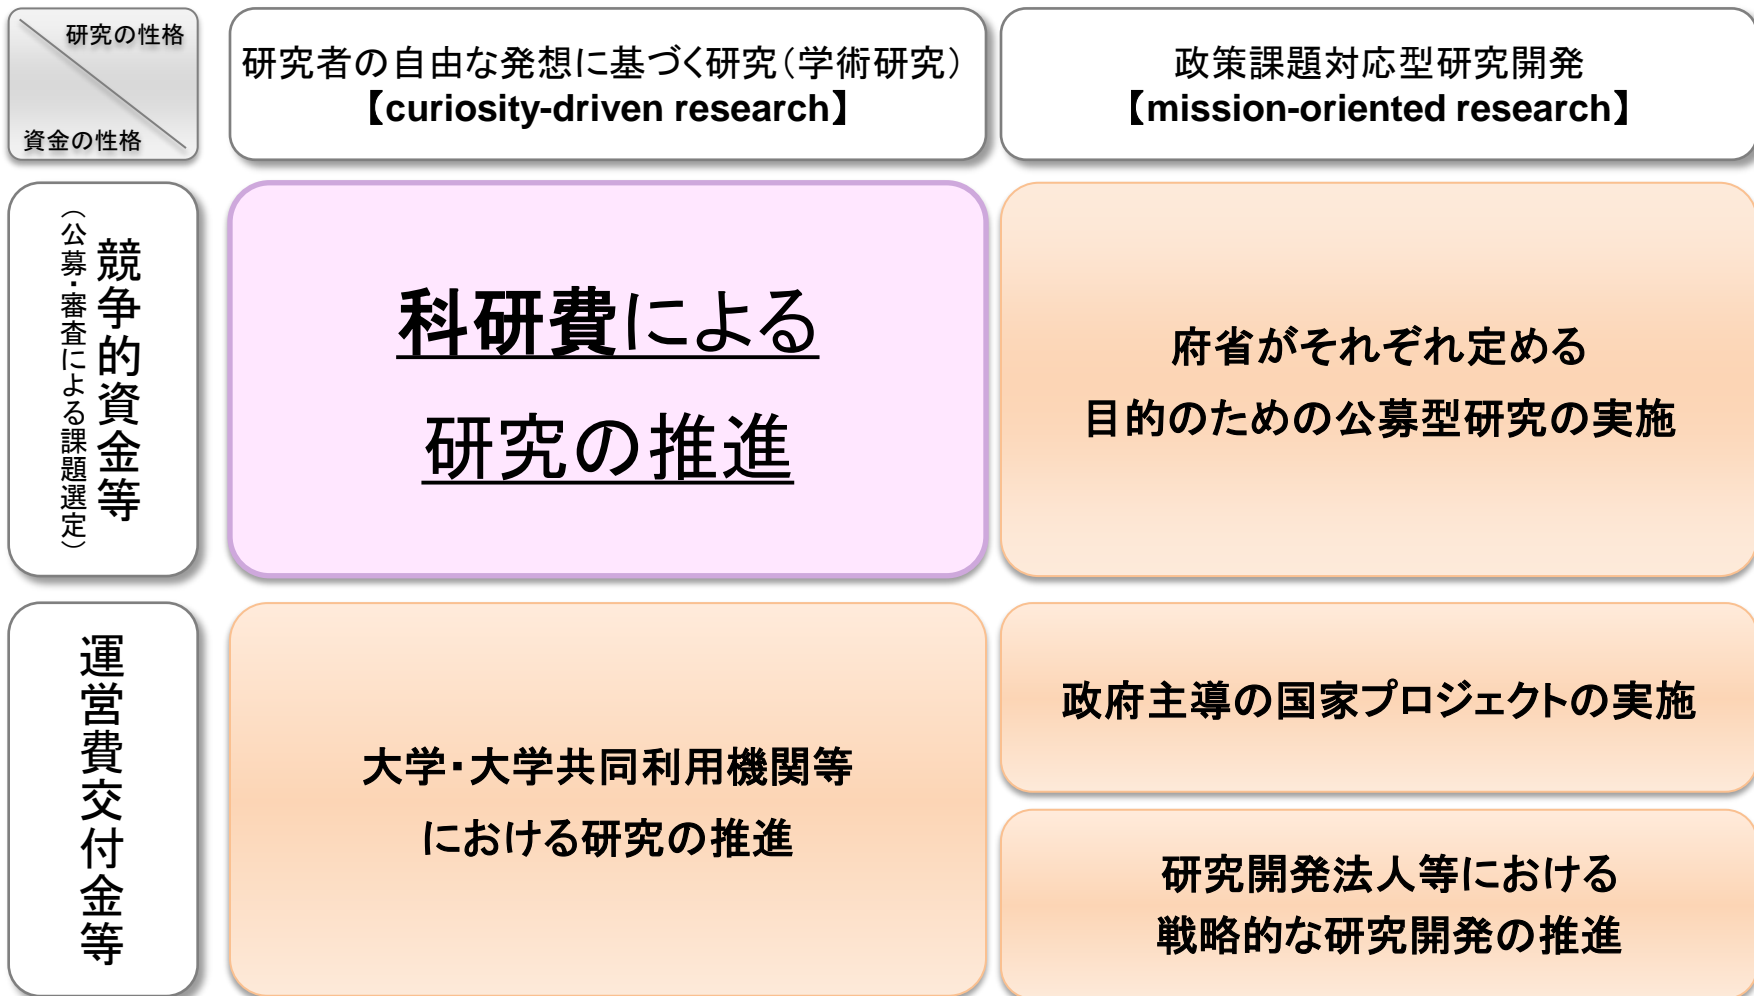 研究の性格
資金の性格
研究者の自由な発想に基づく研究（学術研究）
【curiosity-driven research】
政策課題対応型研究開発
【mission-oriented research】
競争的資金等
（公募・審査による課題選定）
科研費による
研究の推進
府省がそれぞれ定める
目的のための公募型研究の実施
運営費交付金等
大学・大学共同利用機関等
における研究の推進
政府主導の国家プロジェクトの実施
研究開発法人等における
戦略的な研究開発の推進